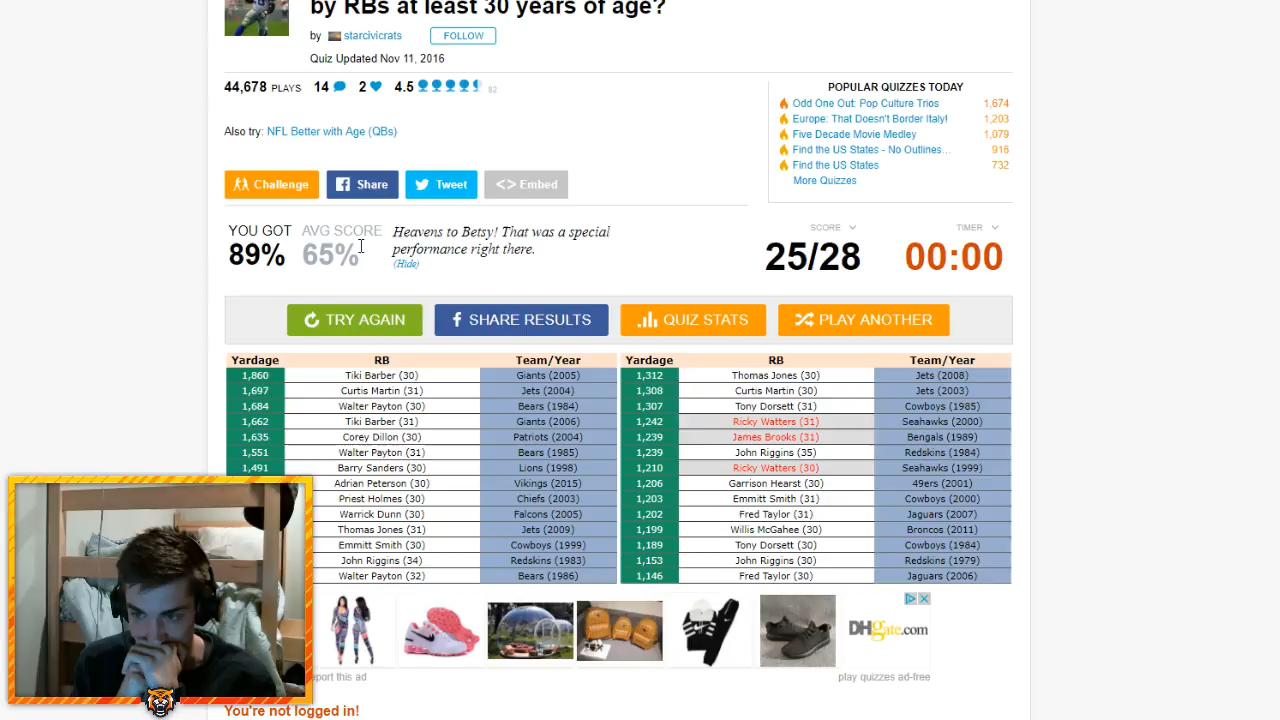 by RBs at least 30 years of age?
by starcivicrats FOLLOW
Quiz Updated Nov 11, 2016
44,678 PLAYS 14 2 4.5 82
Also try: NFL Better with Age (QBs)
POPULAR QUIZZES TODAY
Odd One Out: Pop Culture Trios 1,674
Europe: That Doesn't Border Italy! 1,203
Five Decade Movie Medley 1,079
Find the US States - No Outlines... 916
Find the US States 732
More Quizzes
Challenge Share Tweet <> Embed
YOU GOT
89%
AVG SCORE
65%
Heavens to Betsy! That was a special
performance right there.
(Hide)
SCORE
25/28
TIMER
00:00
TRY AGAIN SHARE RESULTS QUIZ STATS PLAY ANOTHER
Yardage RB Team/Year Yardage RB Team/Year
1,860 Tiki Barber (30) Giants (2005) 1,312 Thomas Jones (30) Jets (2008)
1,697 Curtis Martin (31) Jets (2004) 1,308 Curtis Martin (30) Jets (2003)
1,684 Walter Payton (30) Bears (1984) 1,307 Tony Dorsett (31) Cowboys (1985)
1,662 Tiki Barber (31) Giants (2006) 1,242 Ricky Watters (31) Seahawks (2000)
1,635 Corey Dillon (30) Patriots (2004) 1,239 James Brooks (31) Bengals (1989)
1,551 Walter Payton (31) Bears (1985) 1,239 John Riggins (35) Redskins (1984)
1,491 Barry Sanders (30) Lions (1998) 1,210 Ricky Watters (30) Seahawks (1999)
Adrian Peterson (30) Vikings (2015) 1,206 Garrison Hearst (30) 49ers (2001)
Priest Holmes (30) Chiefs (2003) 1,203 Emmitt Smith (31) Cowboys (2000)
Warrick Dunn (30) Falcons (2005) 1,202 Fred Taylor (31) Jaguars (2007)
Thomas Jones (31) Jets (2009) 1,199 Willis McGahee (30) Broncos (2011)
Emmitt Smith (30) Cowboys (1999) 1,189 Tony Dorsett (30) Cowboys (1984)
John Riggins (34) Redskins (1983) 1,153 John Riggins (30) Redskins (1979)
Walter Payton (32) Bears (1986) 1,146 Fred Taylor (30) Jaguars (2006)
DHgate.com
eport this ad play quizzes ad-free
You're not logged in!